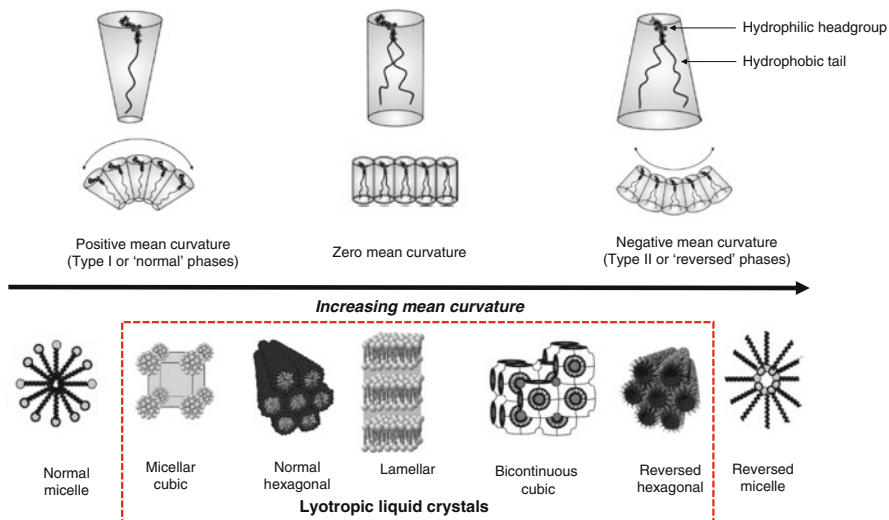 Hydrophilic headgroup
Hydrophobic tail
Positive mean curvature
(Type I or ‘normal’ phases)
Zero mean curvature
Negative mean curvature
(Type II or ‘reversed’ phases)
Increasing mean curvature
Normal
micelle
Micellar
cubic
Normal
hexagonal
Lamellar
Bicontinuous
cubic
Reversed
hexagonal
Reversed
micelle
Lyotropic liquid crystals